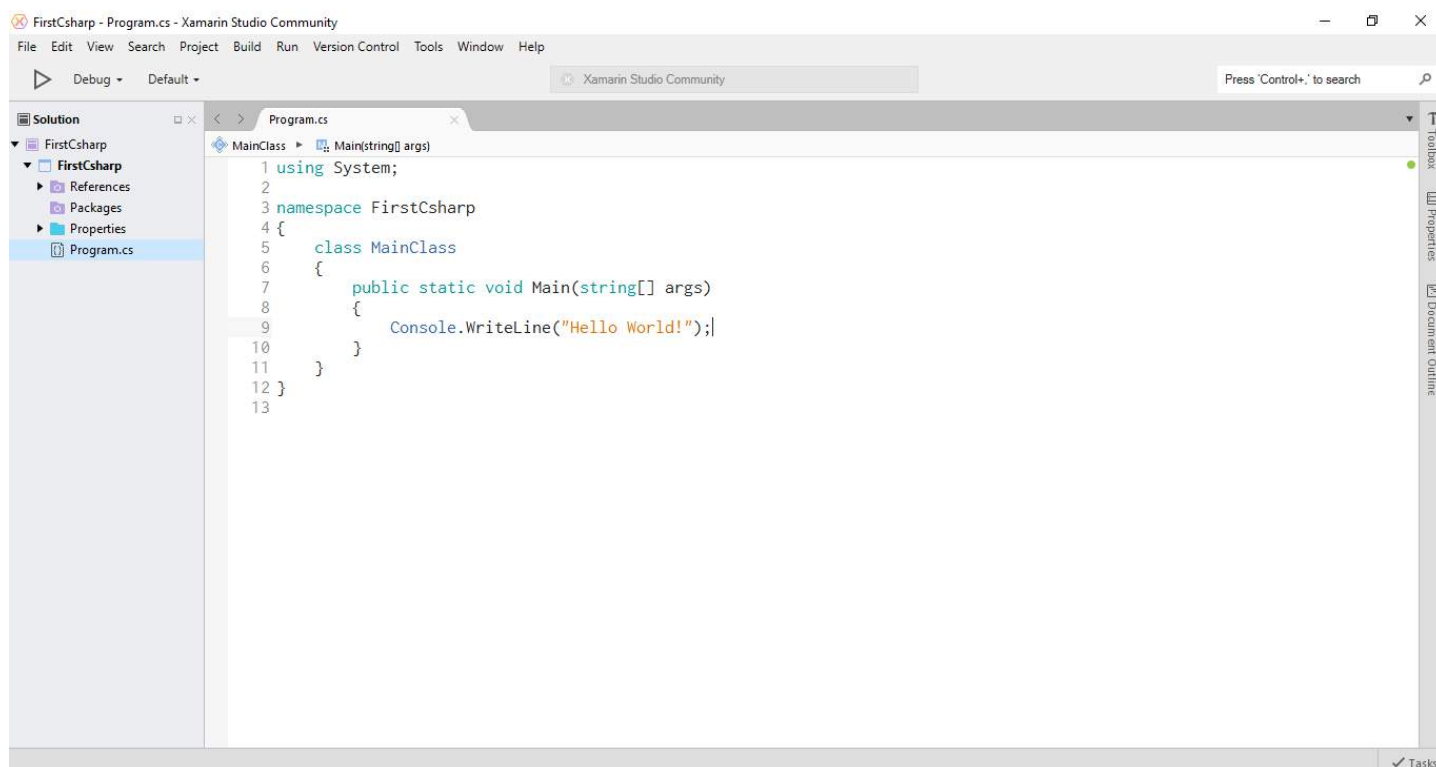 FirstCsharp - Program.cs - Xamarin Studio Community
File Edit View Search Project Build Run Version Control Tools Window Help
Debug Default Xamarin Studio Community Press 'Control+,' to search
Solution
FirstCsharp
FirstCsharp
References
Packages
Properties
Program.cs
Program.cs
MainClass Main(string[] args)
1 using System;
2
3 namespace FirstCsharp
4 {
5 class MainClass
6 {
7 public static void Main(string[] args)
8 {
9 Console.WriteLine("Hello World!");
10 }
11 }
12 }
13
Toolbox
Properties
Document Outline
Tasks